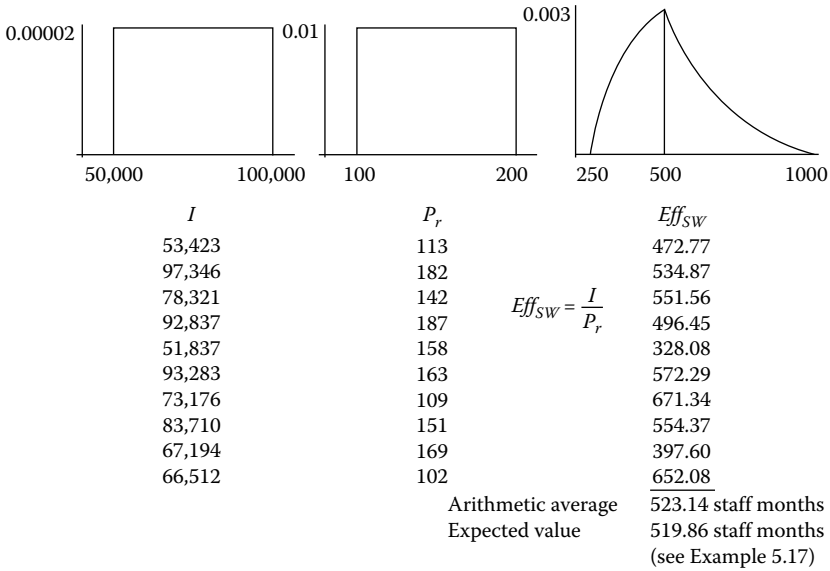 0.00002
0.01
0.003
50,000 100,000 100 200 250 500 1000
I P_r Eff_SW
53,423 113 472.77
97,346 182 534.87
78,321 142 551.56
Eff_SW = I / P_r
92,837 187 496.45
51,837 158 328.08
93,283 163 572.29
73,176 109 671.34
83,710 151 554.37
67,194 169 397.60
66,512 102 652.08
Arithmetic average 523.14 staff months
Expected value 519.86 staff months
(see Example 5.17)